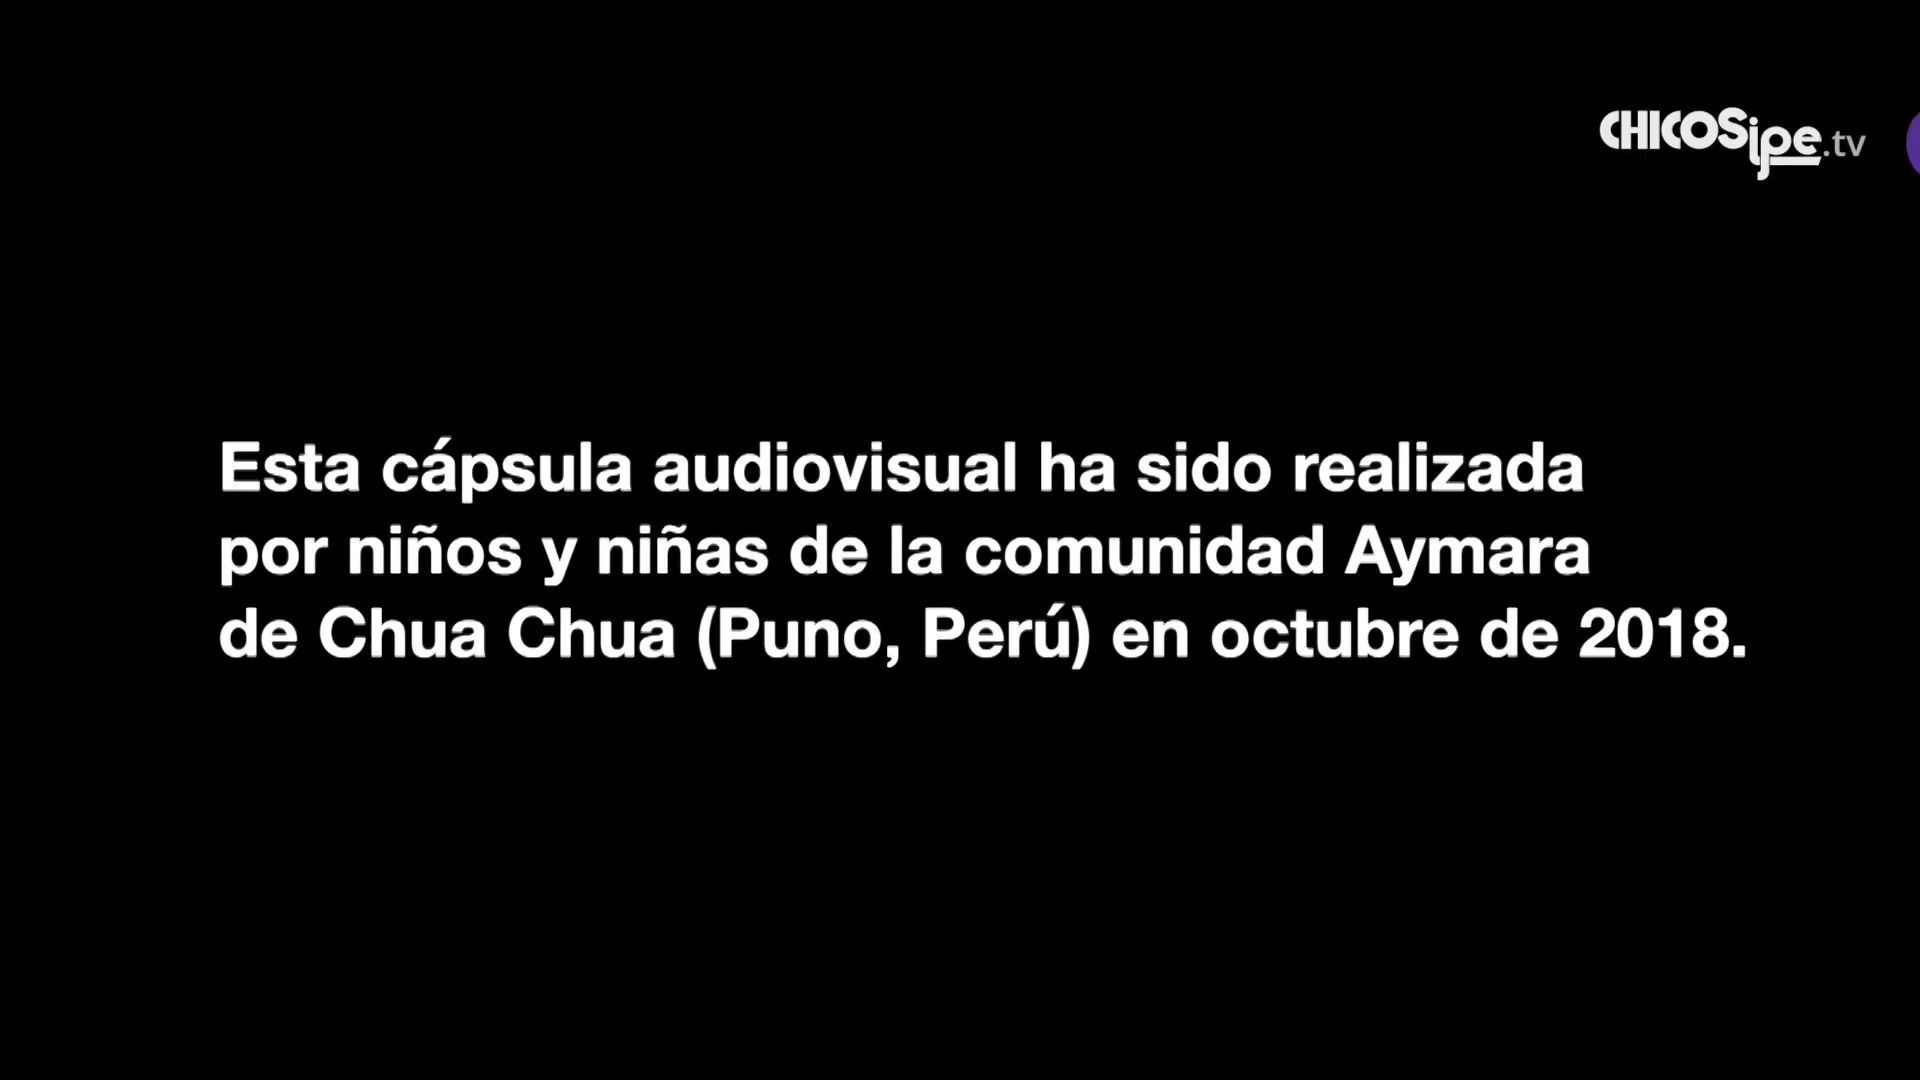 CHICOSipe.tv
Esta cápsula audiovisual ha sido realizada
por niños y niñas de la comunidad Aymara
de Chua Chua (Puno, Perú) en octubre de 2018.